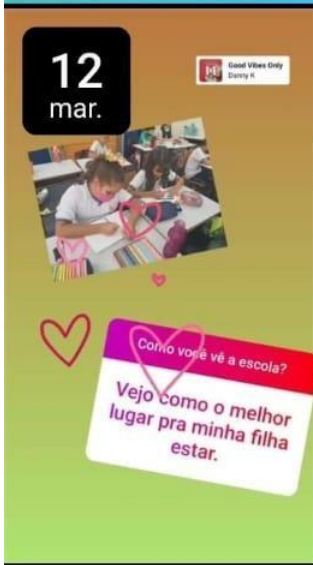 12
mar.
Good Vibes Only
Danny K
Como você vê a escola?
Vejo como o melhor
lugar pra minha filha
estar.